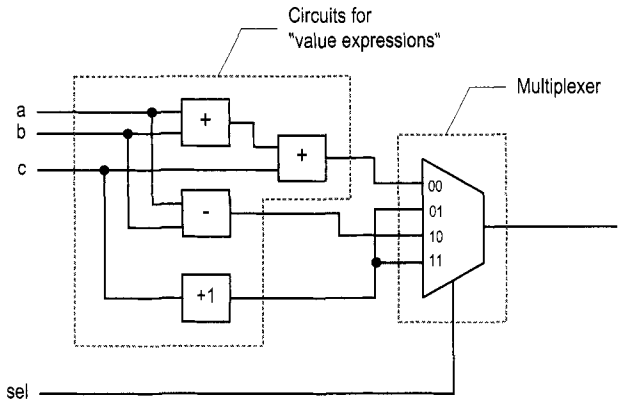 Circuits for
"value expressions"
Multiplexer
a
b
c
+
+
-
+1
00
01
10
11
sel